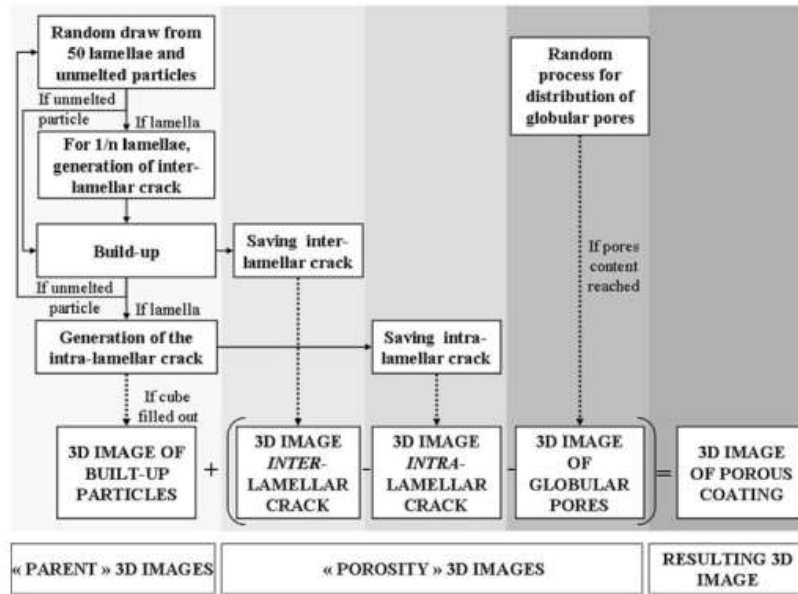 Random draw from
50 lamellae and
unmelted particles
Random
process for
distribution of
globular pores
If unmelted
particle
If lamella
For 1/n lamellae,
generation of inter-
lamellar crack
Build-up
Saving inter-
lamellar crack
If pores
content
reached
If unmelted
particle
If lamella
Generation of the
intra-lamellar crack
Saving intra-
lamellar crack
If cube
filled out
3D IMAGE OF
BUILT-UP
PARTICLES
+
3D IMAGE
INTER-
LAMELLAR
CRACK
-
3D IMAGE
INTRA-
LAMELLAR
CRACK
-
3D IMAGE
OF
GLOBULAR
PORES
=
3D IMAGE
OF POROUS
COATING
« PARENT » 3D IMAGES
« POROSITY » 3D IMAGES
RESULTING 3D
IMAGE